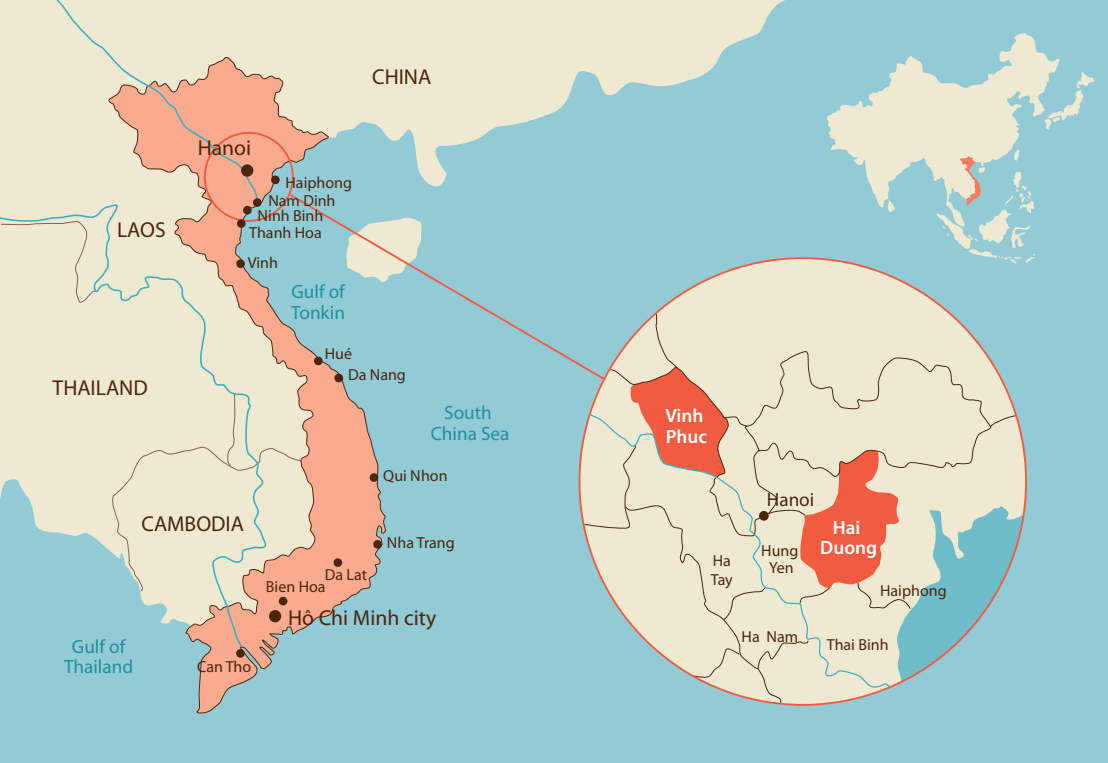 CHINA
Hanoi
Haiphong
Nam Dinh
Ninh Binh
Thanh Hoa
LAOS
Vinh
Gulf of
Tonkin
Hué
Da Nang
THAILAND
South
China Sea
Qui Nhon
CAMBODIA
Nha Trang
Da Lat
Bien Hoa
Hô Chi Minh city
Gulf of
Thailand
Can Tho
Vinh
Phuc
Hanoi
Hai
Duong
Hung
Yen
Ha
Tay
Haiphong
Ha Nam
Thai Binh